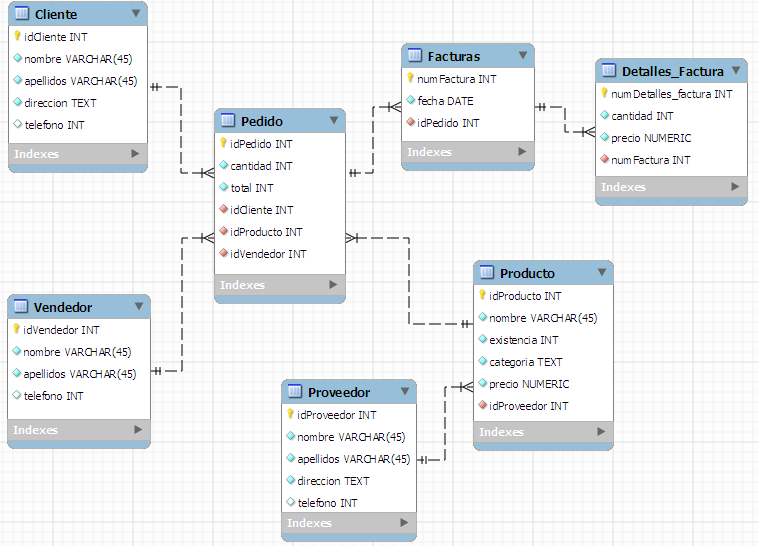 Cliente
idCliente INT
nombre VARCHAR(45)
apellidos VARCHAR(45)
direccion TEXT
telefono INT
Indexes
Pedido
idPedido INT
cantidad INT
total INT
idCliente INT
idProducto INT
idVendedor INT
Indexes
Facturas
numFactura INT
fecha DATE
idPedido INT
Indexes
Detalles_Factura
numDetalles_factura INT
cantidad INT
precio NUMERIC
numFactura INT
Indexes
Vendedor
idVendedor INT
nombre VARCHAR(45)
apellidos VARCHAR(45)
telefono INT
Indexes
Proveedor
idProveedor INT
nombre VARCHAR(45)
apellidos VARCHAR(45)
direccion TEXT
telefono INT
Indexes
Producto
idProducto INT
nombre VARCHAR(45)
existencia INT
categoria TEXT
precio NUMERIC
idProveedor INT
Indexes